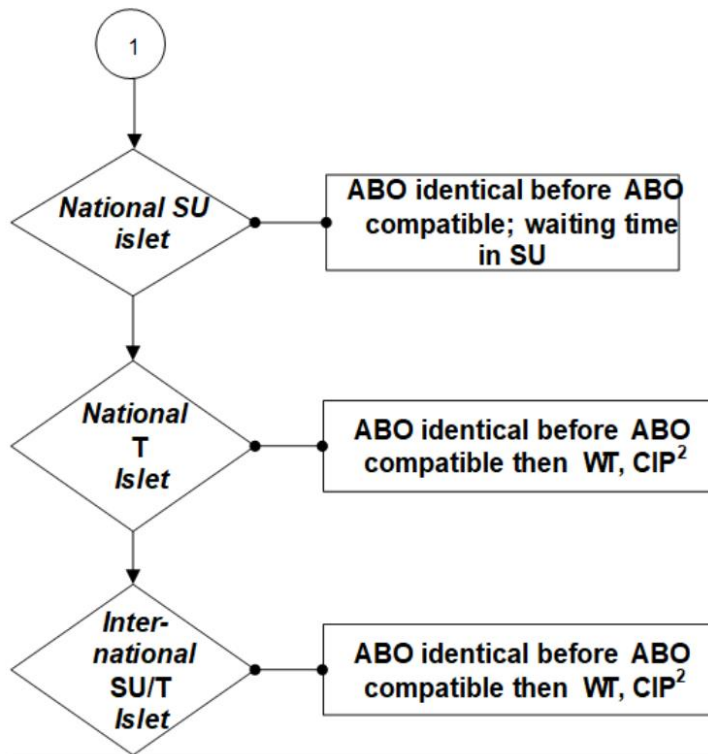 1
National SU
islet
ABO identical before ABO
compatible; waiting time
in SU
National
T
Islet
ABO identical before ABO
compatible then WT, CIP²
Inter-
national
SU/T
Islet
ABO identical before ABO
compatible then WT, CIP²